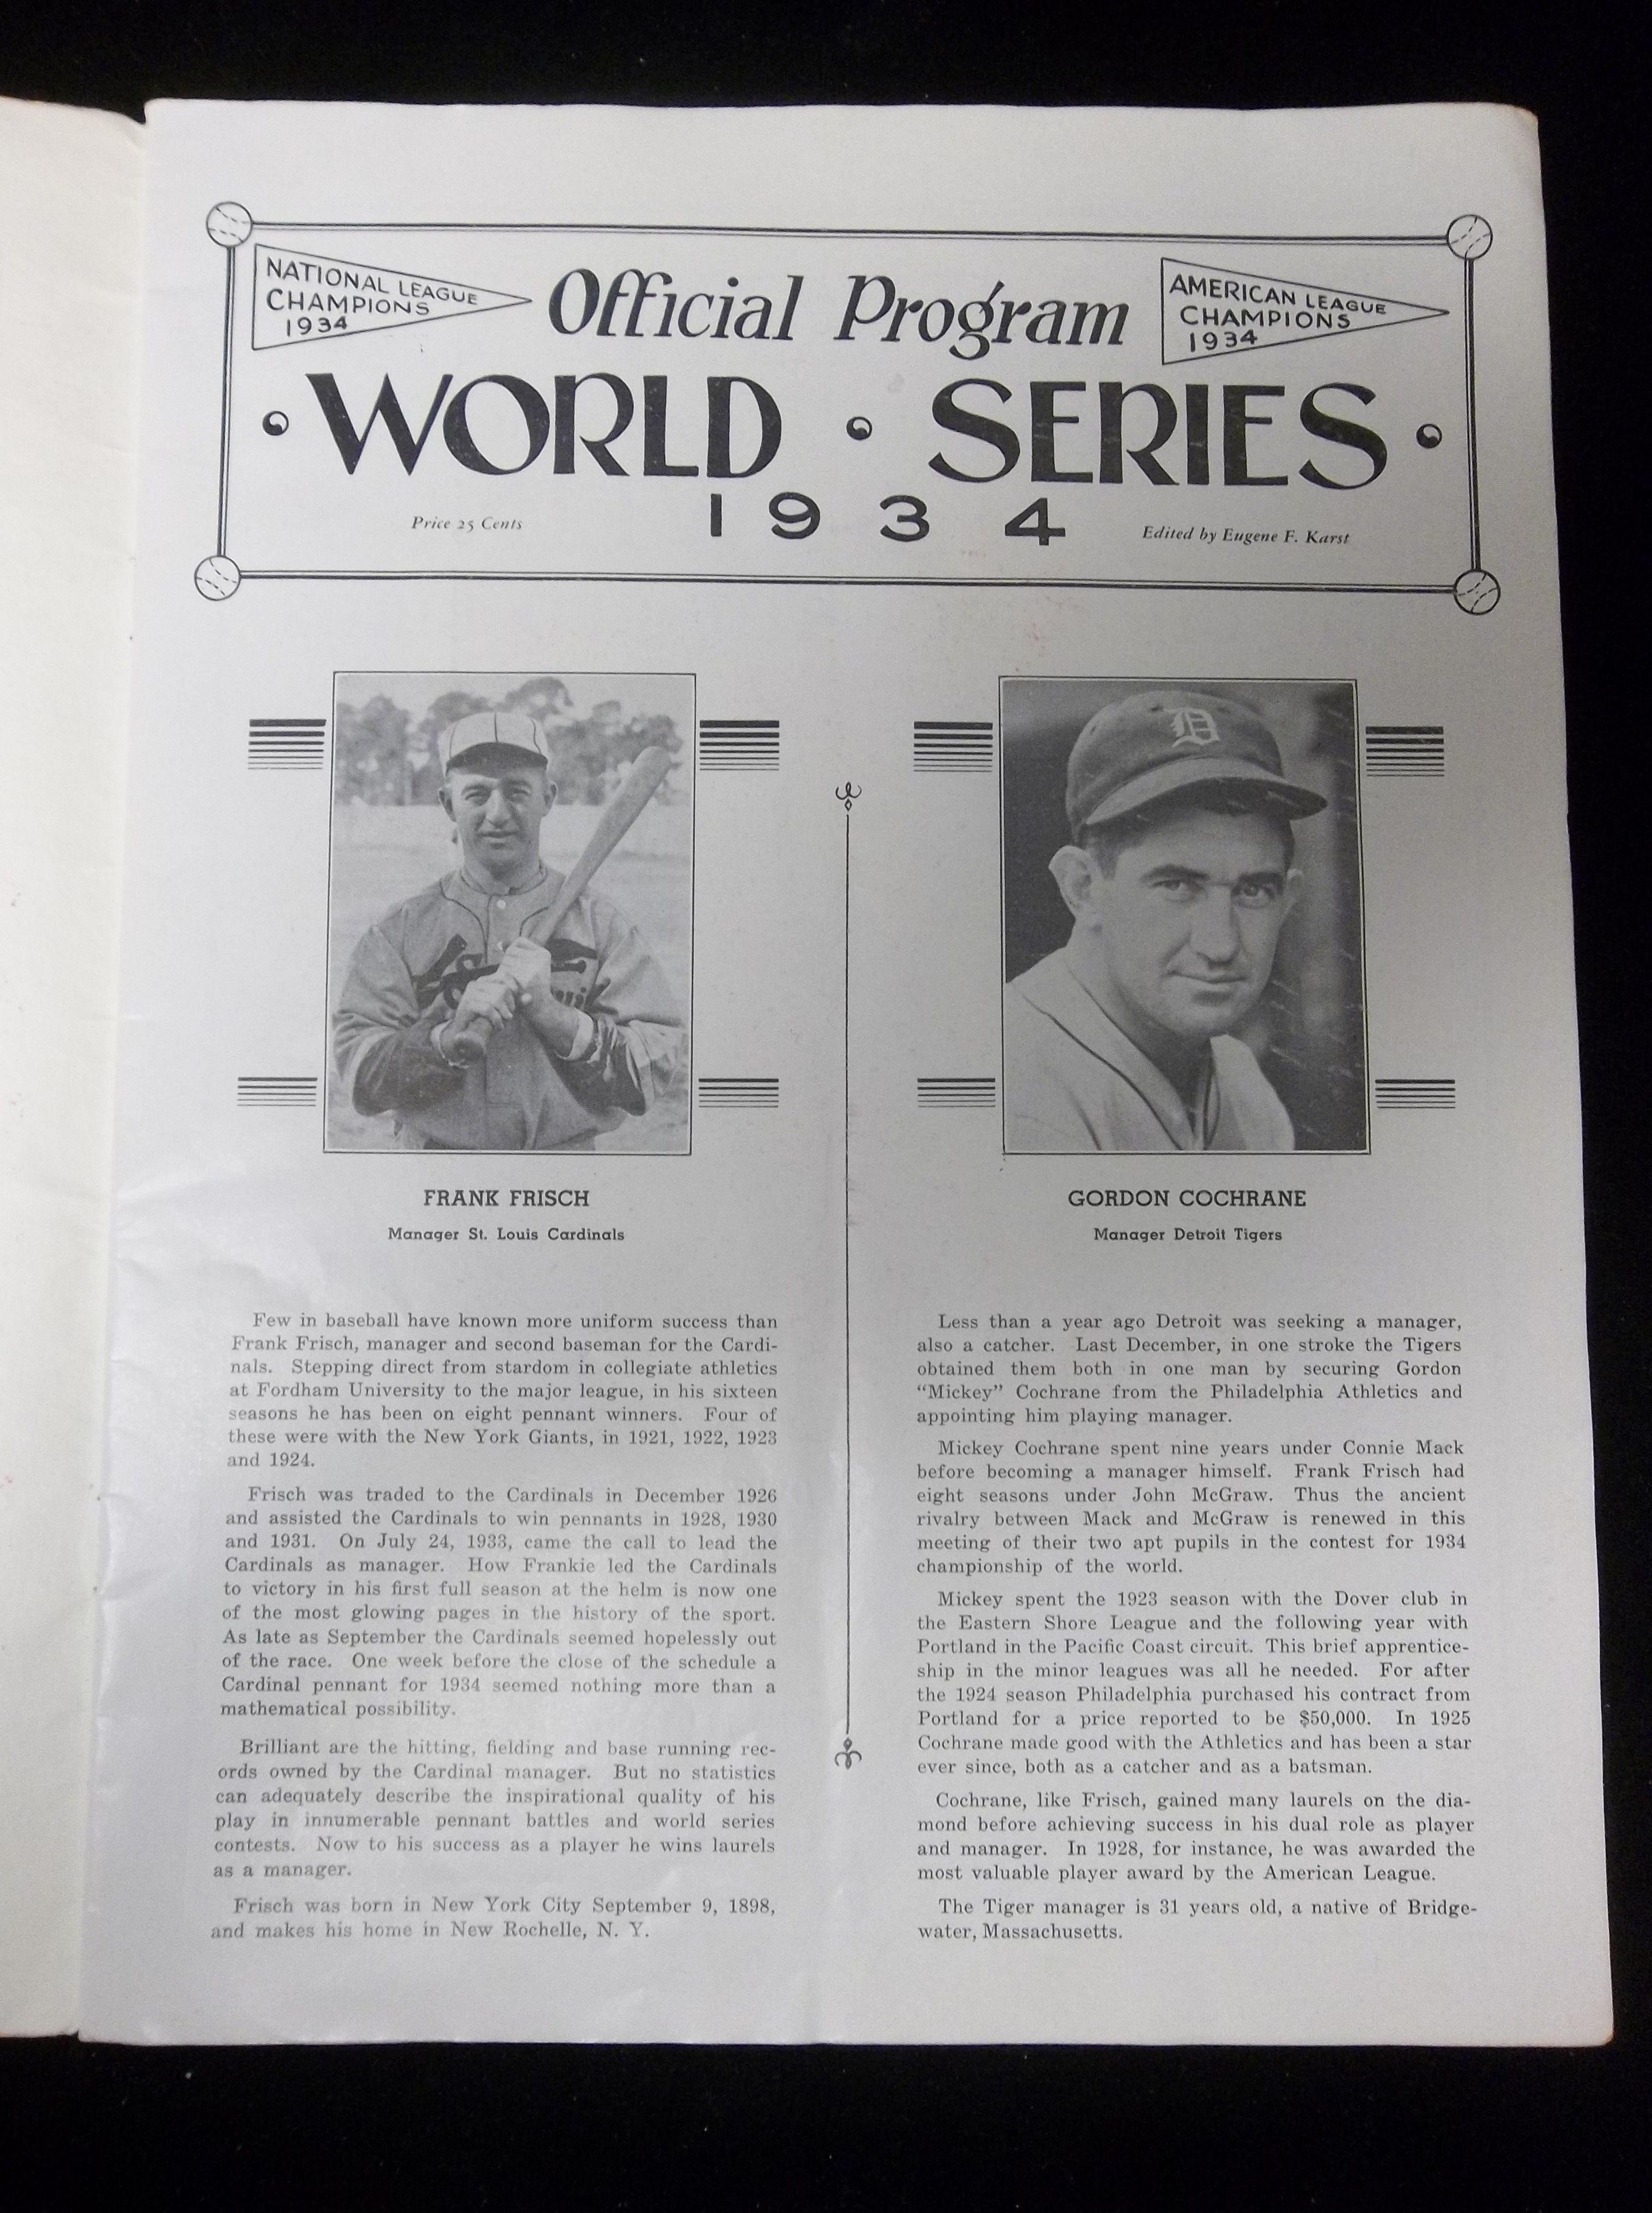 NATIONAL LEAGUE
CHAMPIONS
1934
Official Program
AMERICAN LEAGUE
CHAMPIONS
1934
WORLD SERIES
1934
Price 25 Cents
Edited by Eugene F. Karst
D
FRANK FRISCH
Manager St. Louis Cardinals
Few in baseball have known more uniform success than
Frank Frisch, manager and second baseman for the Cardi-
nals. Stepping direct from stardom in collegiate athletics
at Fordham University to the major league, in his sixteen
seasons he has been on eight pennant winners. Four of
these were with the New York Giants, in 1921, 1922, 1923
and 1924.
Frisch was traded to the Cardinals in December 1926
and assisted the Cardinals to win pennants in 1928, 1930
and 1931. On July 24, 1933, came the call to lead the
Cardinals as manager. How Frankie led the Cardinals
to victory in his first full season at the helm is now one
of the most glowing pages in the history of the sport.
As late as September the Cardinals seemed hopelessly out
of the race. One week before the close of the schedule a
Cardinal pennant for 1934 seemed nothing more than a
mathematical possibility.
Brilliant are the hitting, fielding and base running rec-
ords owned by the Cardinal manager. But no statistics
can adequately describe the inspirational quality of his
play in innumerable pennant battles and world series
contests. Now to his success as a player he wins laurels
as a manager.
Frisch was born in New York City September 9, 1898,
and makes his home in New Rochelle, N. Y.
GORDON COCHRANE
Manager Detroit Tigers
Less than a year ago Detroit was seeking a manager,
also a catcher. Last December, in one stroke the Tigers
obtained them both in one man by securing Gordon
"Mickey" Cochrane from the Philadelphia Athletics and
appointing him playing manager.
Mickey Cochrane spent nine years under Connie Mack
before becoming a manager himself. Frank Frisch had
eight seasons under John McGraw. Thus the ancient
rivalry between Mack and McGraw is renewed in this
meeting of their two apt pupils in the contest for 1934
championship of the world.
Mickey spent the 1923 season with the Dover club in
the Eastern Shore League and the following year with
Portland in the Pacific Coast circuit. This brief apprentice-
ship in the minor leagues was all he needed. For after
the 1924 season Philadelphia purchased his contract from
Portland for a price reported to be $50,000. In 1925
Cochrane made good with the Athletics and has been a star
ever since, both as a catcher and as a batsman.
Cochrane, like Frisch, gained many laurels on the dia-
mond before achieving success in his dual role as player
and manager. In 1928, for instance, he was awarded the
most valuable player award by the American League.
The Tiger manager is 31 years old, a native of Bridge-
water, Massachusetts.